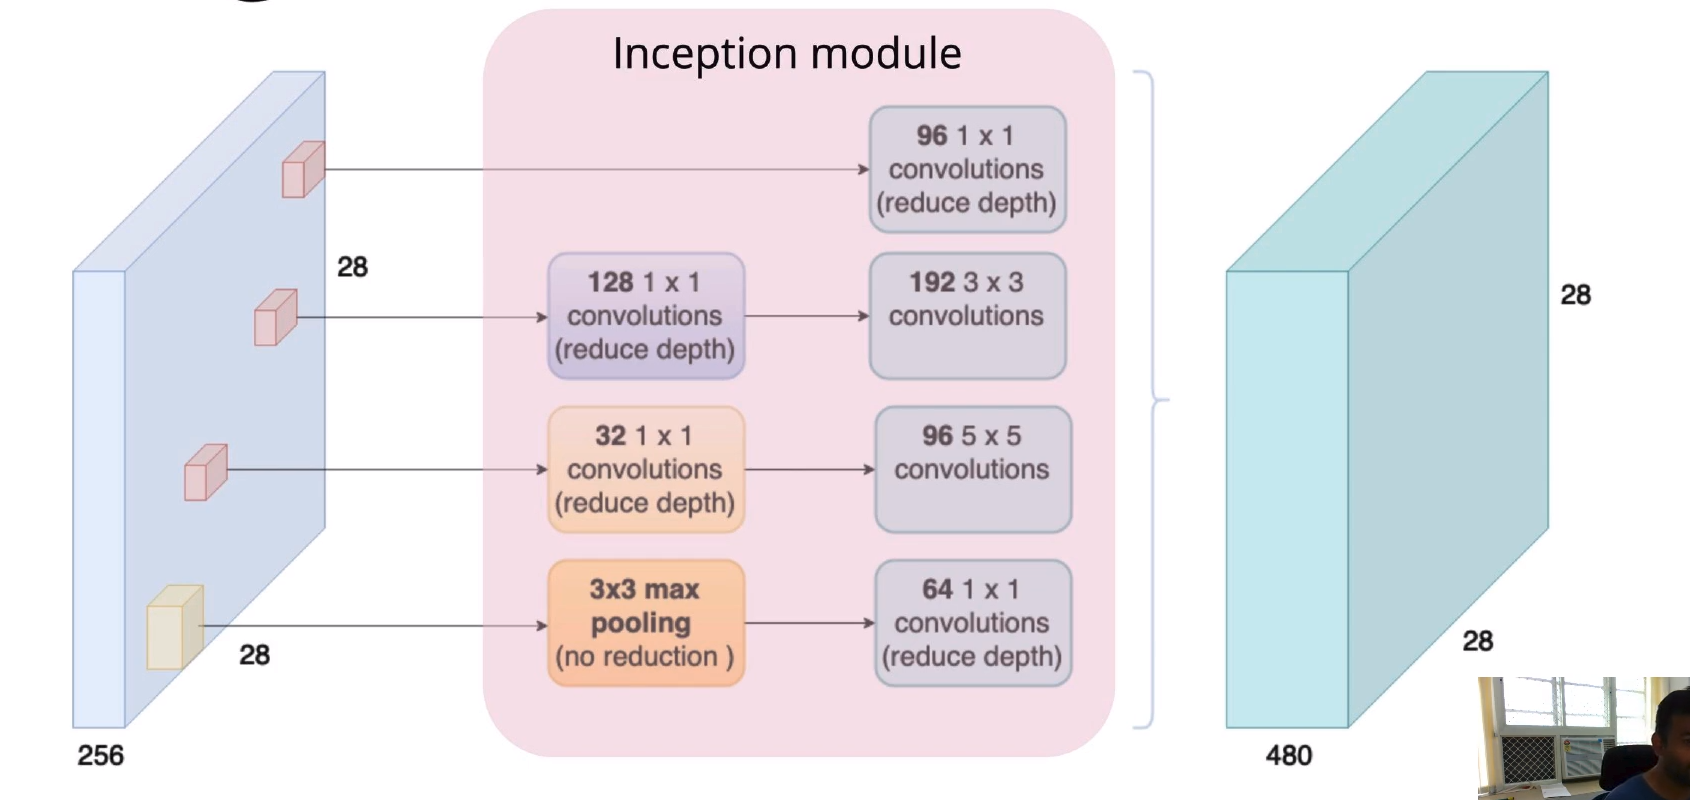 Inception module
96 1 x 1
convolutions
(reduce depth)
28
128 1 x 1
convolutions
(reduce depth)
192 3 x 3
convolutions
28
32 1 x 1
convolutions
(reduce depth)
96 5 x 5
convolutions
3x3 max
pooling
(no reduction )
64 1 x 1
convolutions
(reduce depth)
28
28
256
480